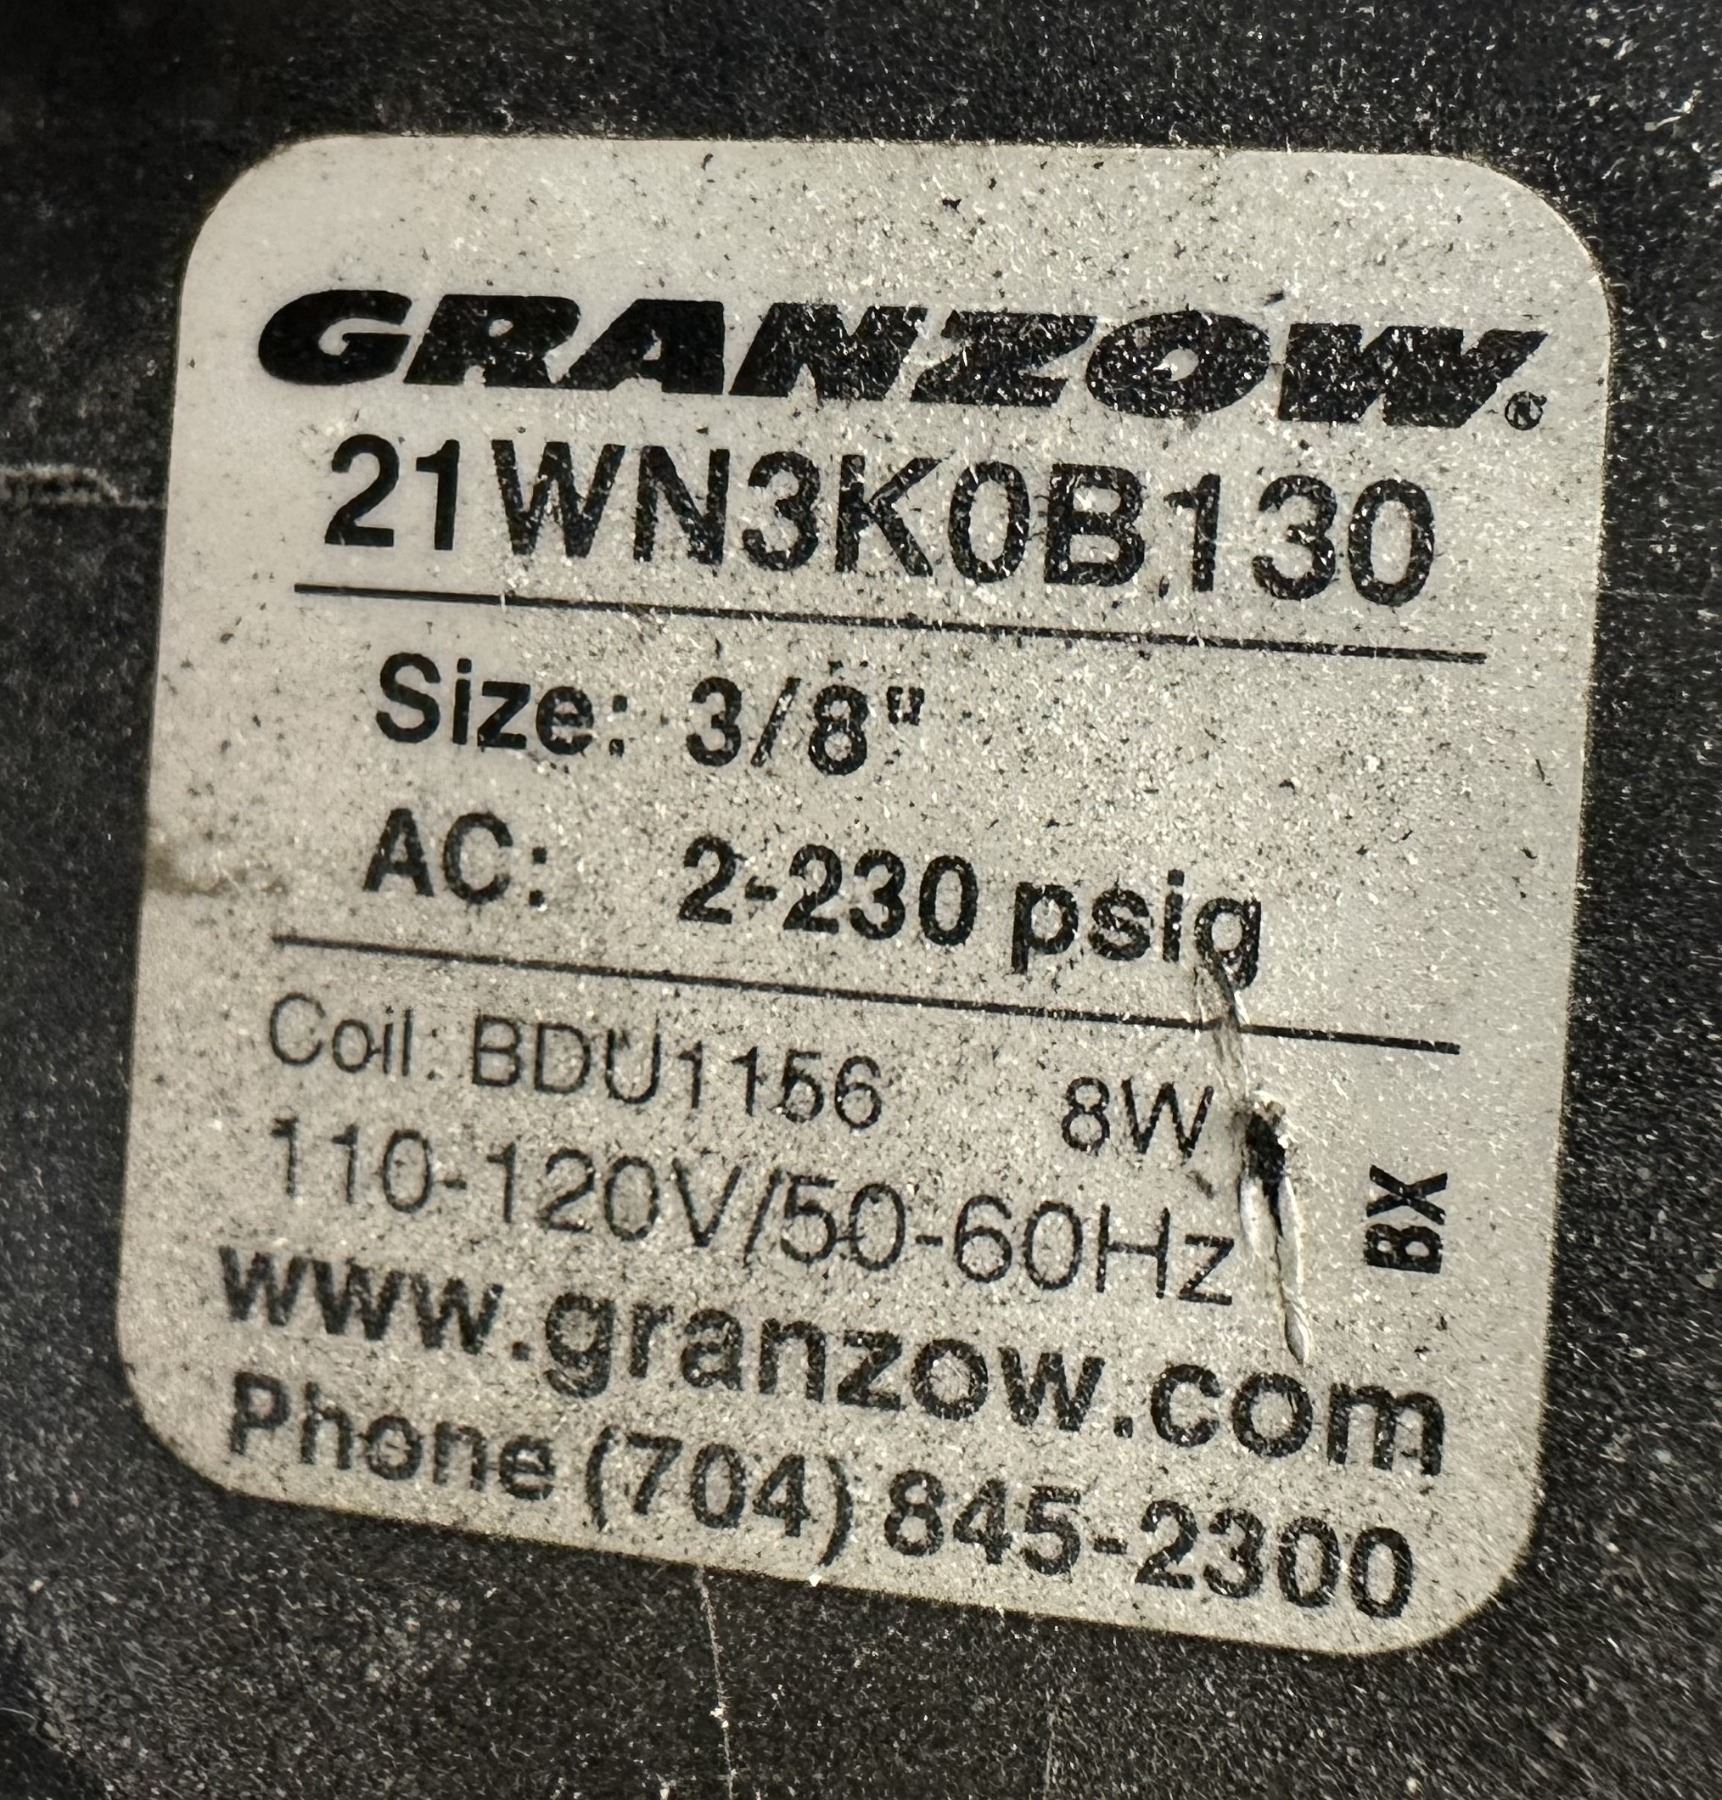 GRANZOW®
21WN3K0B130
Size: 3/8"
AC: 2-230 psig
Coil: BDU1156 8W
110-120V/50-60Hz
BX
www.granzow.com
Phone (704) 845-2300